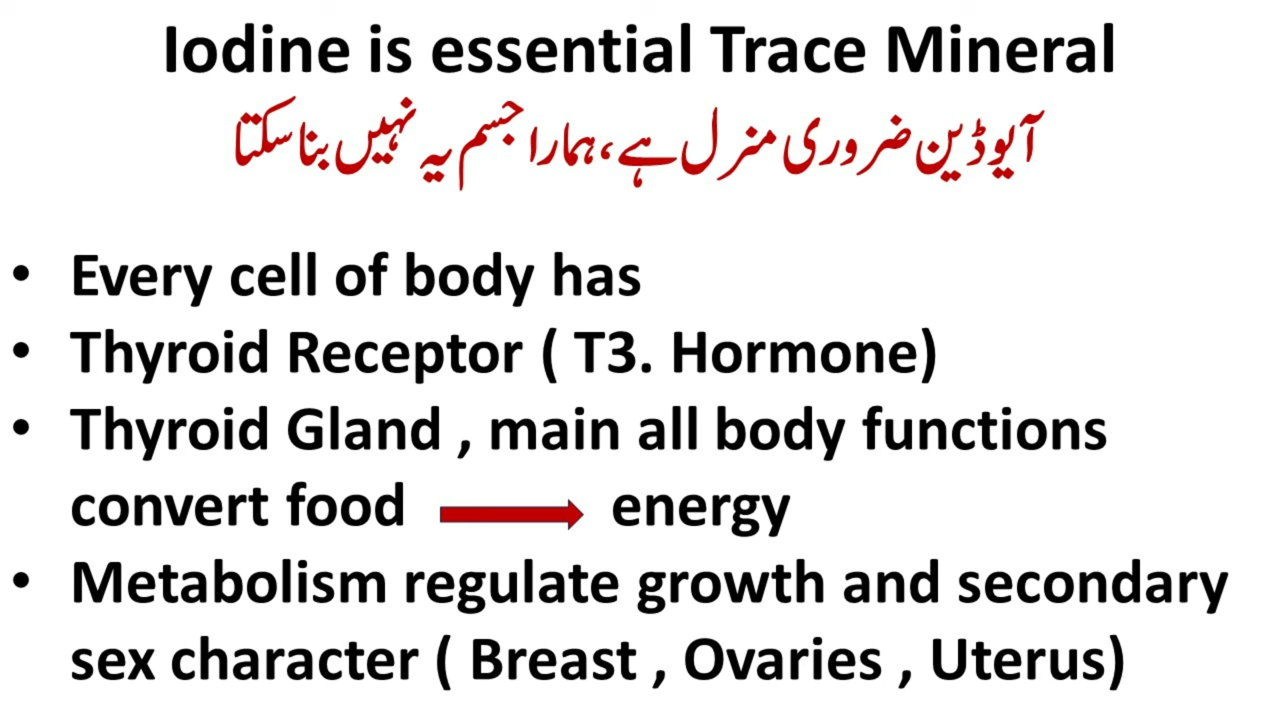 Iodine is essential Trace Mineral
آیوڈین ضروری منرل ہے، ہمارا جسم یہ نہیں بنا سکتا
• Every cell of body has
• Thyroid Receptor ( T3. Hormone)
• Thyroid Gland , main all body functions
convert food → energy
• Metabolism regulate growth and secondary
sex character ( Breast , Ovaries , Uterus)